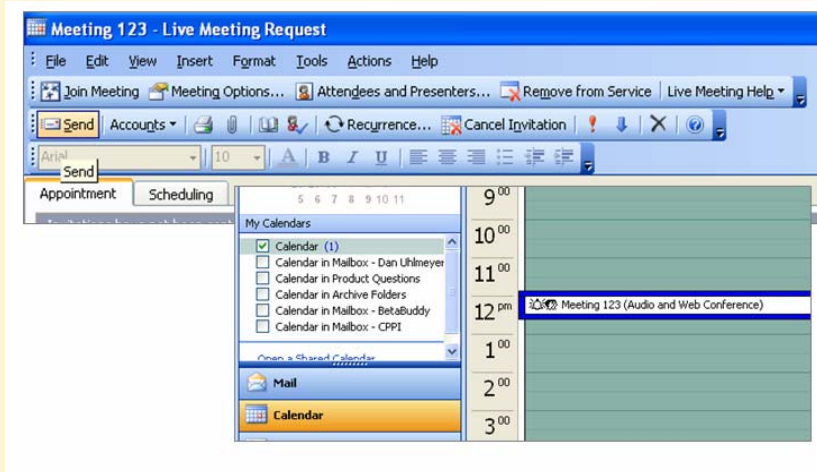 Meeting 123 - Live Meeting Request
File Edit View Insert Format Tools Actions Help
Join Meeting Meeting Options... Attendees and Presenters... Remove from Service Live Meeting Help
Send Accounts Recurrence... Cancel Invitation
Arial 10 A B I U
Send
Appointment Scheduling
5 6 7 8 9 10 11
My Calendars
Calendar (1)
Calendar in Mailbox - Dan Uhlmeyer
Calendar in Product Questions
Calendar in Archive Folders
Calendar in Mailbox - BetaBuddy
Calendar in Mailbox - CPPI
Open a Shared Calendar
Mail
Calendar
9 00
10 00
11 00
12 pm Meeting 123 (Audio and Web Conference)
1 00
2 00
3 00